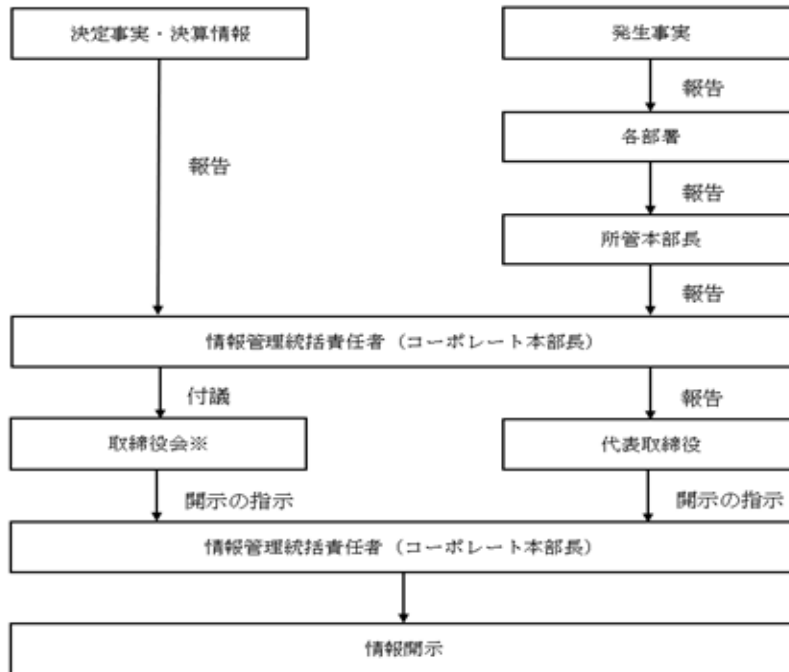 決定事実・決算情報
発生事実
報告
各部署
報告
報告
所管本部長
報告
情報管理統括責任者（コーポレート本部長）
付議
報告
取締役会※
代表取締役
開示の指示
開示の指示
情報管理統括責任者（コーポレート本部長）
情報開示